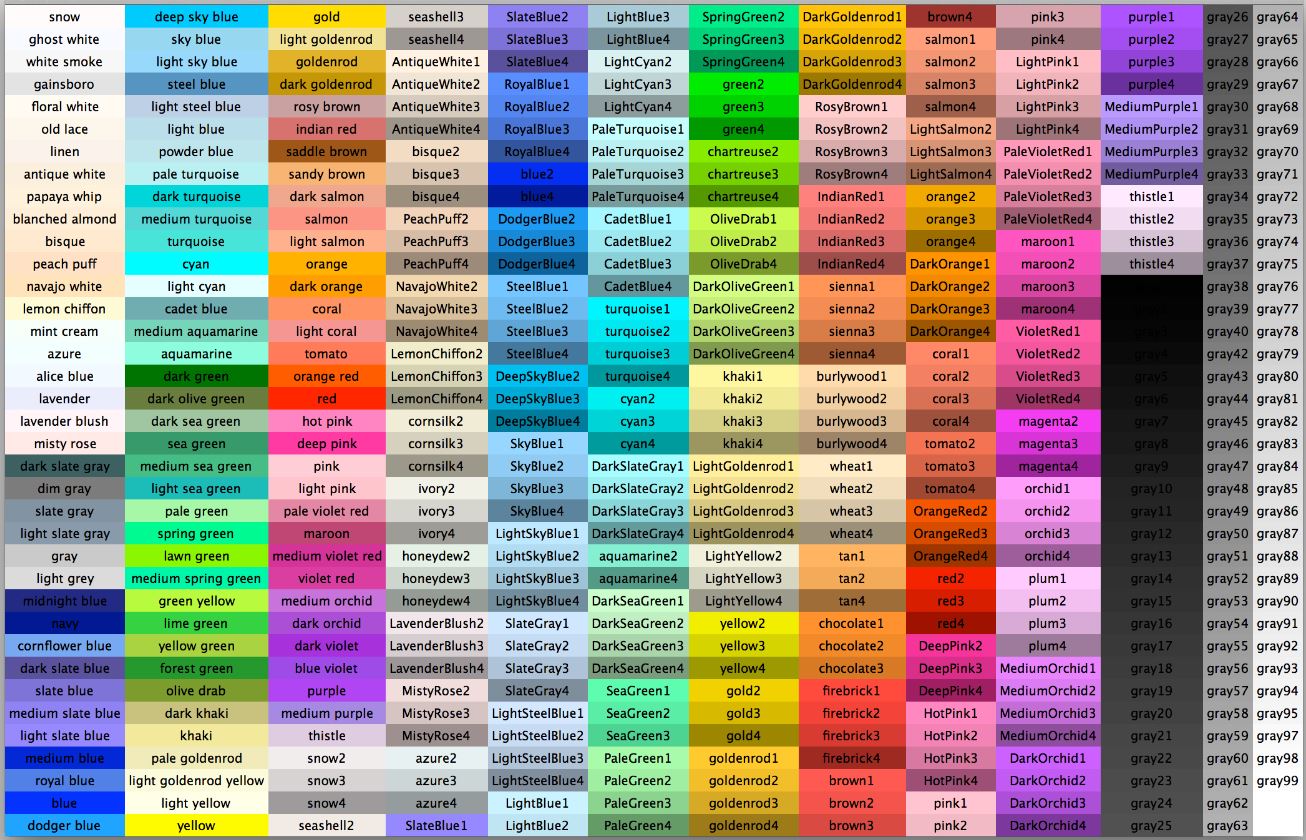 snow deep sky blue gold seashell3 SlateBlue2 LightBlue3 SpringGreen2 DarkGoldenrod1 brown4 pink3 purple1 gray26 gray64
ghost white sky blue light goldenrod seashell4 SlateBlue3 LightBlue4 SpringGreen3 DarkGoldenrod2 salmon1 pink4 purple2 gray27 gray65
white smoke light sky blue goldenrod AntiqueWhite1 SlateBlue4 LightCyan2 SpringGreen4 DarkGoldenrod3 salmon2 LightPink1 purple3 gray28 gray66
gainsboro steel blue dark goldenrod AntiqueWhite2 RoyalBlue1 LightCyan3 green2 DarkGoldenrod4 salmon3 LightPink2 purple4 gray29 gray67
floral white light steel blue rosy brown AntiqueWhite3 RoyalBlue2 LightCyan4 green3 RosyBrown1 salmon4 LightPink3 MediumPurple1 gray30 gray68
old lace light blue indian red AntiqueWhite4 RoyalBlue3 PaleTurquoise1 green4 RosyBrown2 LightSalmon2 LightPink4 MediumPurple2 gray31 gray69
linen powder blue saddle brown bisque2 RoyalBlue4 PaleTurquoise2 chartreuse2 RosyBrown3 LightSalmon3 PaleVioletRed1 MediumPurple3 gray32 gray70
antique white pale turquoise sandy brown bisque3 blue2 PaleTurquoise3 chartreuse3 RosyBrown4 LightSalmon4 PaleVioletRed2 MediumPurple4 gray33 gray71
papaya whip dark turquoise dark salmon bisque4 blue4 PaleTurquoise4 chartreuse4 IndianRed1 orange2 PaleVioletRed3 thistle1 gray34 gray72
blanched almond medium turquoise salmon PeachPuff2 DodgerBlue2 CadetBlue1 OliveDrab1 IndianRed2 orange3 PaleVioletRed4 thistle2 gray35 gray73
bisque turquoise light salmon PeachPuff3 DodgerBlue3 CadetBlue2 OliveDrab2 IndianRed3 orange4 maroon1 thistle3 gray36 gray74
peach puff cyan orange PeachPuff4 DodgerBlue4 CadetBlue3 OliveDrab4 IndianRed4 DarkOrange1 maroon2 thistle4 gray37 gray75
navajo white light cyan dark orange NavajoWhite2 SteelBlue1 CadetBlue4 DarkOliveGreen1 sienna1 DarkOrange2 maroon3 gray38 gray76
lemon chiffon cadet blue coral NavajoWhite3 SteelBlue2 turquoise1 DarkOliveGreen2 sienna2 DarkOrange3 maroon4 gray39 gray77
mint cream medium aquamarine light coral NavajoWhite4 SteelBlue3 turquoise2 DarkOliveGreen3 sienna3 DarkOrange4 VioletRed1 gray3 gray40 gray78
azure aquamarine tomato LemonChiffon2 SteelBlue4 turquoise3 DarkOliveGreen4 sienna4 coral1 VioletRed2 gray4 gray42 gray79
alice blue dark green orange red LemonChiffon3 DeepSkyBlue2 turquoise4 khaki1 burlywood1 coral2 VioletRed3 gray5 gray43 gray80
lavender dark olive green red LemonChiffon4 DeepSkyBlue3 cyan2 khaki2 burlywood2 coral3 VioletRed4 gray6 gray44 gray81
lavender blush dark sea green hot pink cornsilk2 DeepSkyBlue4 cyan3 khaki3 burlywood3 coral4 magenta2 gray7 gray45 gray82
misty rose sea green deep pink cornsilk3 SkyBlue1 cyan4 khaki4 burlywood4 tomato2 magenta3 gray8 gray46 gray83
dark slate gray medium sea green pink cornsilk4 SkyBlue2 DarkSlateGray1 LightGoldenrod1 wheat1 tomato3 magenta4 gray9 gray47 gray84
dim gray light sea green light pink ivory2 SkyBlue3 DarkSlateGray2 LightGoldenrod2 wheat2 tomato4 orchid1 gray10 gray48 gray85
slate gray pale green pale violet red ivory3 SkyBlue4 DarkSlateGray3 LightGoldenrod3 wheat3 OrangeRed2 orchid2 gray11 gray49 gray86
light slate gray spring green maroon ivory4 LightSkyBlue1 DarkSlateGray4 LightGoldenrod4 wheat4 OrangeRed3 orchid3 gray12 gray50 gray87
gray lawn green medium violet red honeydew2 LightSkyBlue2 aquamarine2 LightYellow2 tan1 OrangeRed4 orchid4 gray13 gray51 gray88
light grey medium spring green violet red honeydew3 LightSkyBlue3 aquamarine4 LightYellow3 tan2 red2 plum1 gray14 gray52 gray89
midnight blue green yellow medium orchid honeydew4 LightSkyBlue4 DarkSeaGreen1 LightYellow4 tan4 red3 plum2 gray15 gray53 gray90
navy lime green dark orchid LavenderBlush2 SlateGray1 DarkSeaGreen2 yellow2 chocolate1 red4 plum3 gray16 gray54 gray91
cornflower blue yellow green dark violet LavenderBlush3 SlateGray2 DarkSeaGreen3 yellow3 chocolate2 DeepPink2 plum4 gray17 gray55 gray92
dark slate blue forest green blue violet LavenderBlush4 SlateGray3 DarkSeaGreen4 yellow4 chocolate3 DeepPink3 MediumOrchid1 gray18 gray56 gray93
slate blue olive drab purple MistyRose2 SlateGray4 SeaGreen1 gold2 firebrick1 DeepPink4 MediumOrchid2 gray19 gray57 gray94
medium slate blue dark khaki medium purple MistyRose3 LightSteelBlue1 SeaGreen2 gold3 firebrick2 HotPink1 MediumOrchid3 gray20 gray58 gray95
light slate blue khaki thistle MistyRose4 LightSteelBlue2 SeaGreen3 gold4 firebrick3 HotPink2 MediumOrchid4 gray21 gray59 gray97
medium blue pale goldenrod snow2 azure2 LightSteelBlue3 PaleGreen1 goldenrod1 firebrick4 HotPink3 DarkOrchid1 gray22 gray60 gray98
royal blue light goldenrod yellow snow3 azure3 LightSteelBlue4 PaleGreen2 goldenrod2 brown1 HotPink4 DarkOrchid2 gray23 gray61 gray99
blue light yellow snow4 azure4 LightBlue1 PaleGreen3 goldenrod3 brown2 pink1 DarkOrchid3 gray24 gray62
dodger blue yellow seashell2 SlateBlue1 LightBlue2 PaleGreen4 goldenrod4 brown3 pink2 DarkOrchid4 gray25 gray63